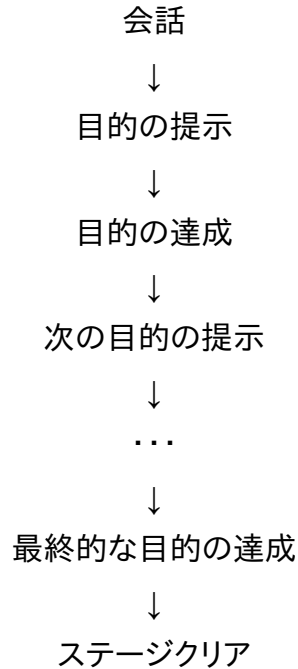 会話
↓
目的の提示
↓
目的の達成
↓
次の目的の提示
↓
・・・
↓
最終的な目的の達成
↓
ステージクリア